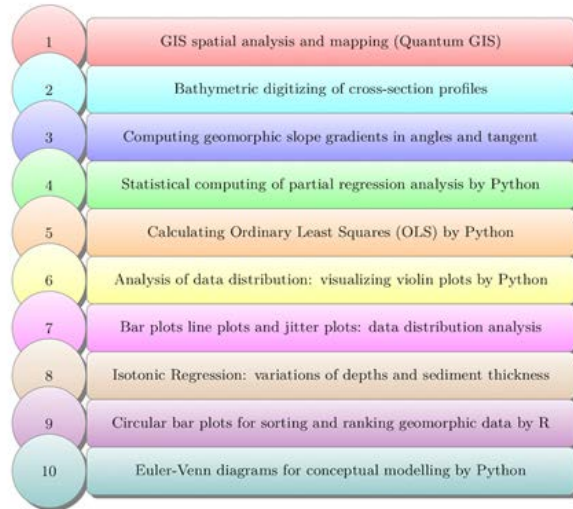 1 GIS spatial analysis and mapping (Quantum GIS)
2 Bathymetric digitizing of cross-section profiles
3 Computing geomorphic slope gradients in angles and tangent
4 Statistical computing of partial regression analysis by Python
5 Calculating Ordinary Least Squares (OLS) by Python
6 Analysis of data distribution: visualizing violin plots by Python
7 Bar plots line plots and jitter plots: data distribution analysis
8 Isotonic Regression: variations of depths and sediment thickness
9 Circular bar plots for sorting and ranking geomorphic data by R
10 Euler-Venn diagrams for conceptual modelling by Python